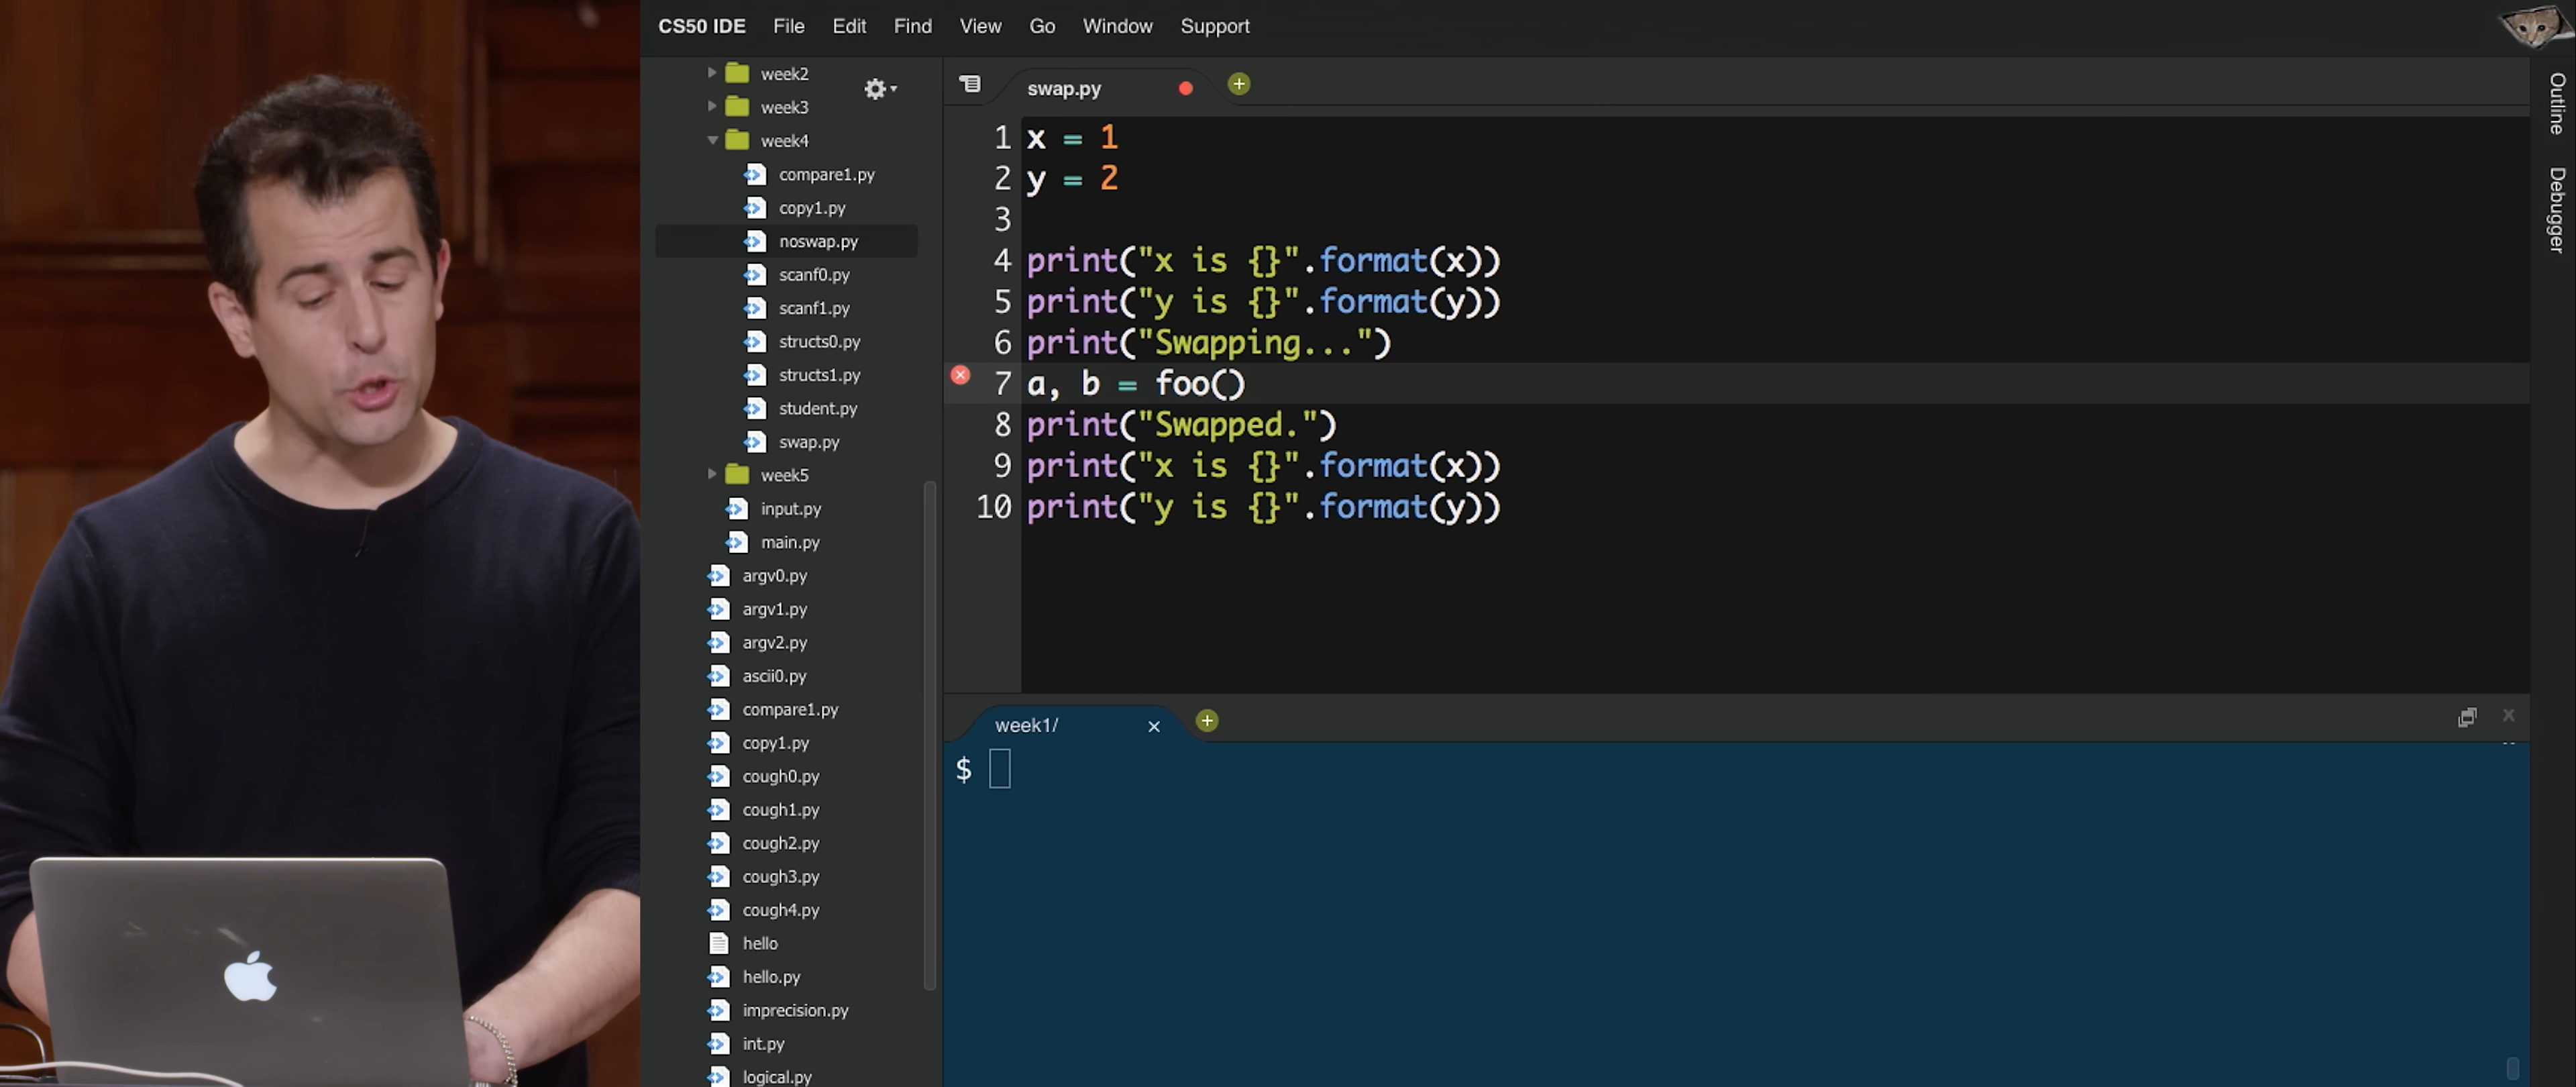 CS50 IDE File Edit Find View Go Window Support
week2
week3
week4
compare1.py
copy1.py
noswap.py
scanf0.py
scanf1.py
structs0.py
structs1.py
student.py
swap.py
week5
input.py
main.py
argv0.py
argv1.py
argv2.py
ascii0.py
compare1.py
copy1.py
cough0.py
cough1.py
cough2.py
cough3.py
cough4.py
hello
hello.py
imprecision.py
int.py
logical.py
swap.py
1 x = 1
2 y = 2
3
4 print("x is {}".format(x))
5 print("y is {}".format(y))
6 print("Swapping...")
7 a, b = foo()
8 print("Swapped.")
9 print("x is {}".format(x))
10 print("y is {}".format(y))
week1/
$
Outline
Debugger